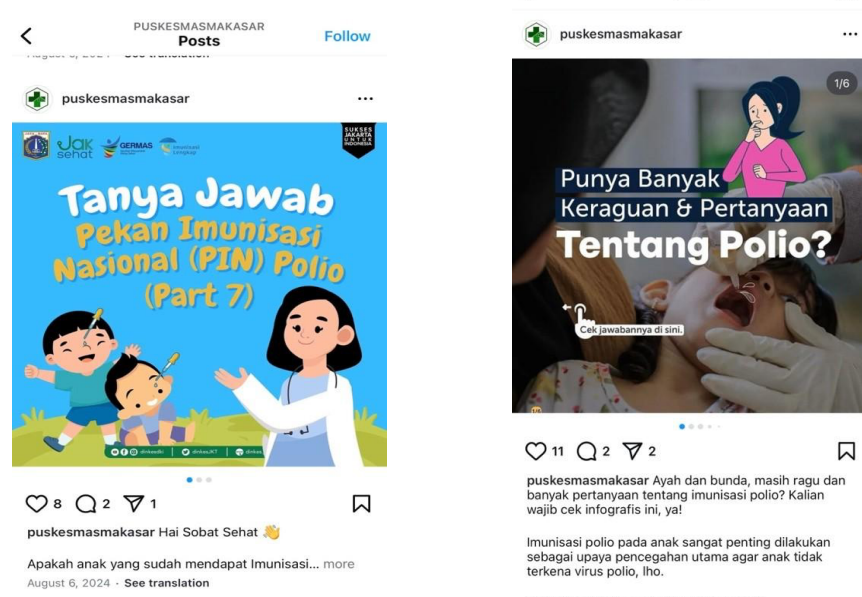 PUSKESMASMAKASAR
Posts
Follow
puskesmasmakasar
Jak
sehat
GERMAS
SUKSES
JAKARTA
UNTUK
INDONESIA
Tanya Jawab
Pekan Imunisasi
Nasional (PIN) Polio
(Part 7)
8
2
1
puskesmasmakasar Hai Sobat Sehat 👋
Apakah anak yang sudah mendapat Imunisasi... more
August 6, 2024 · See translation
puskesmasmakasar
1/6
Punya Banyak
Keraguan & Pertanyaan
Tentang Polio?
Cek jawabannya di sini.
11
2
2
puskesmasmakasar Ayah dan bunda, masih ragu dan
banyak pertanyaan tentang imunisasi polio? Kalian
wajib cek infografis ini, ya!
Imunisasi polio pada anak sangat penting dilakukan
sebagai upaya pencegahan utama agar anak tidak
terkena virus polio, lho.